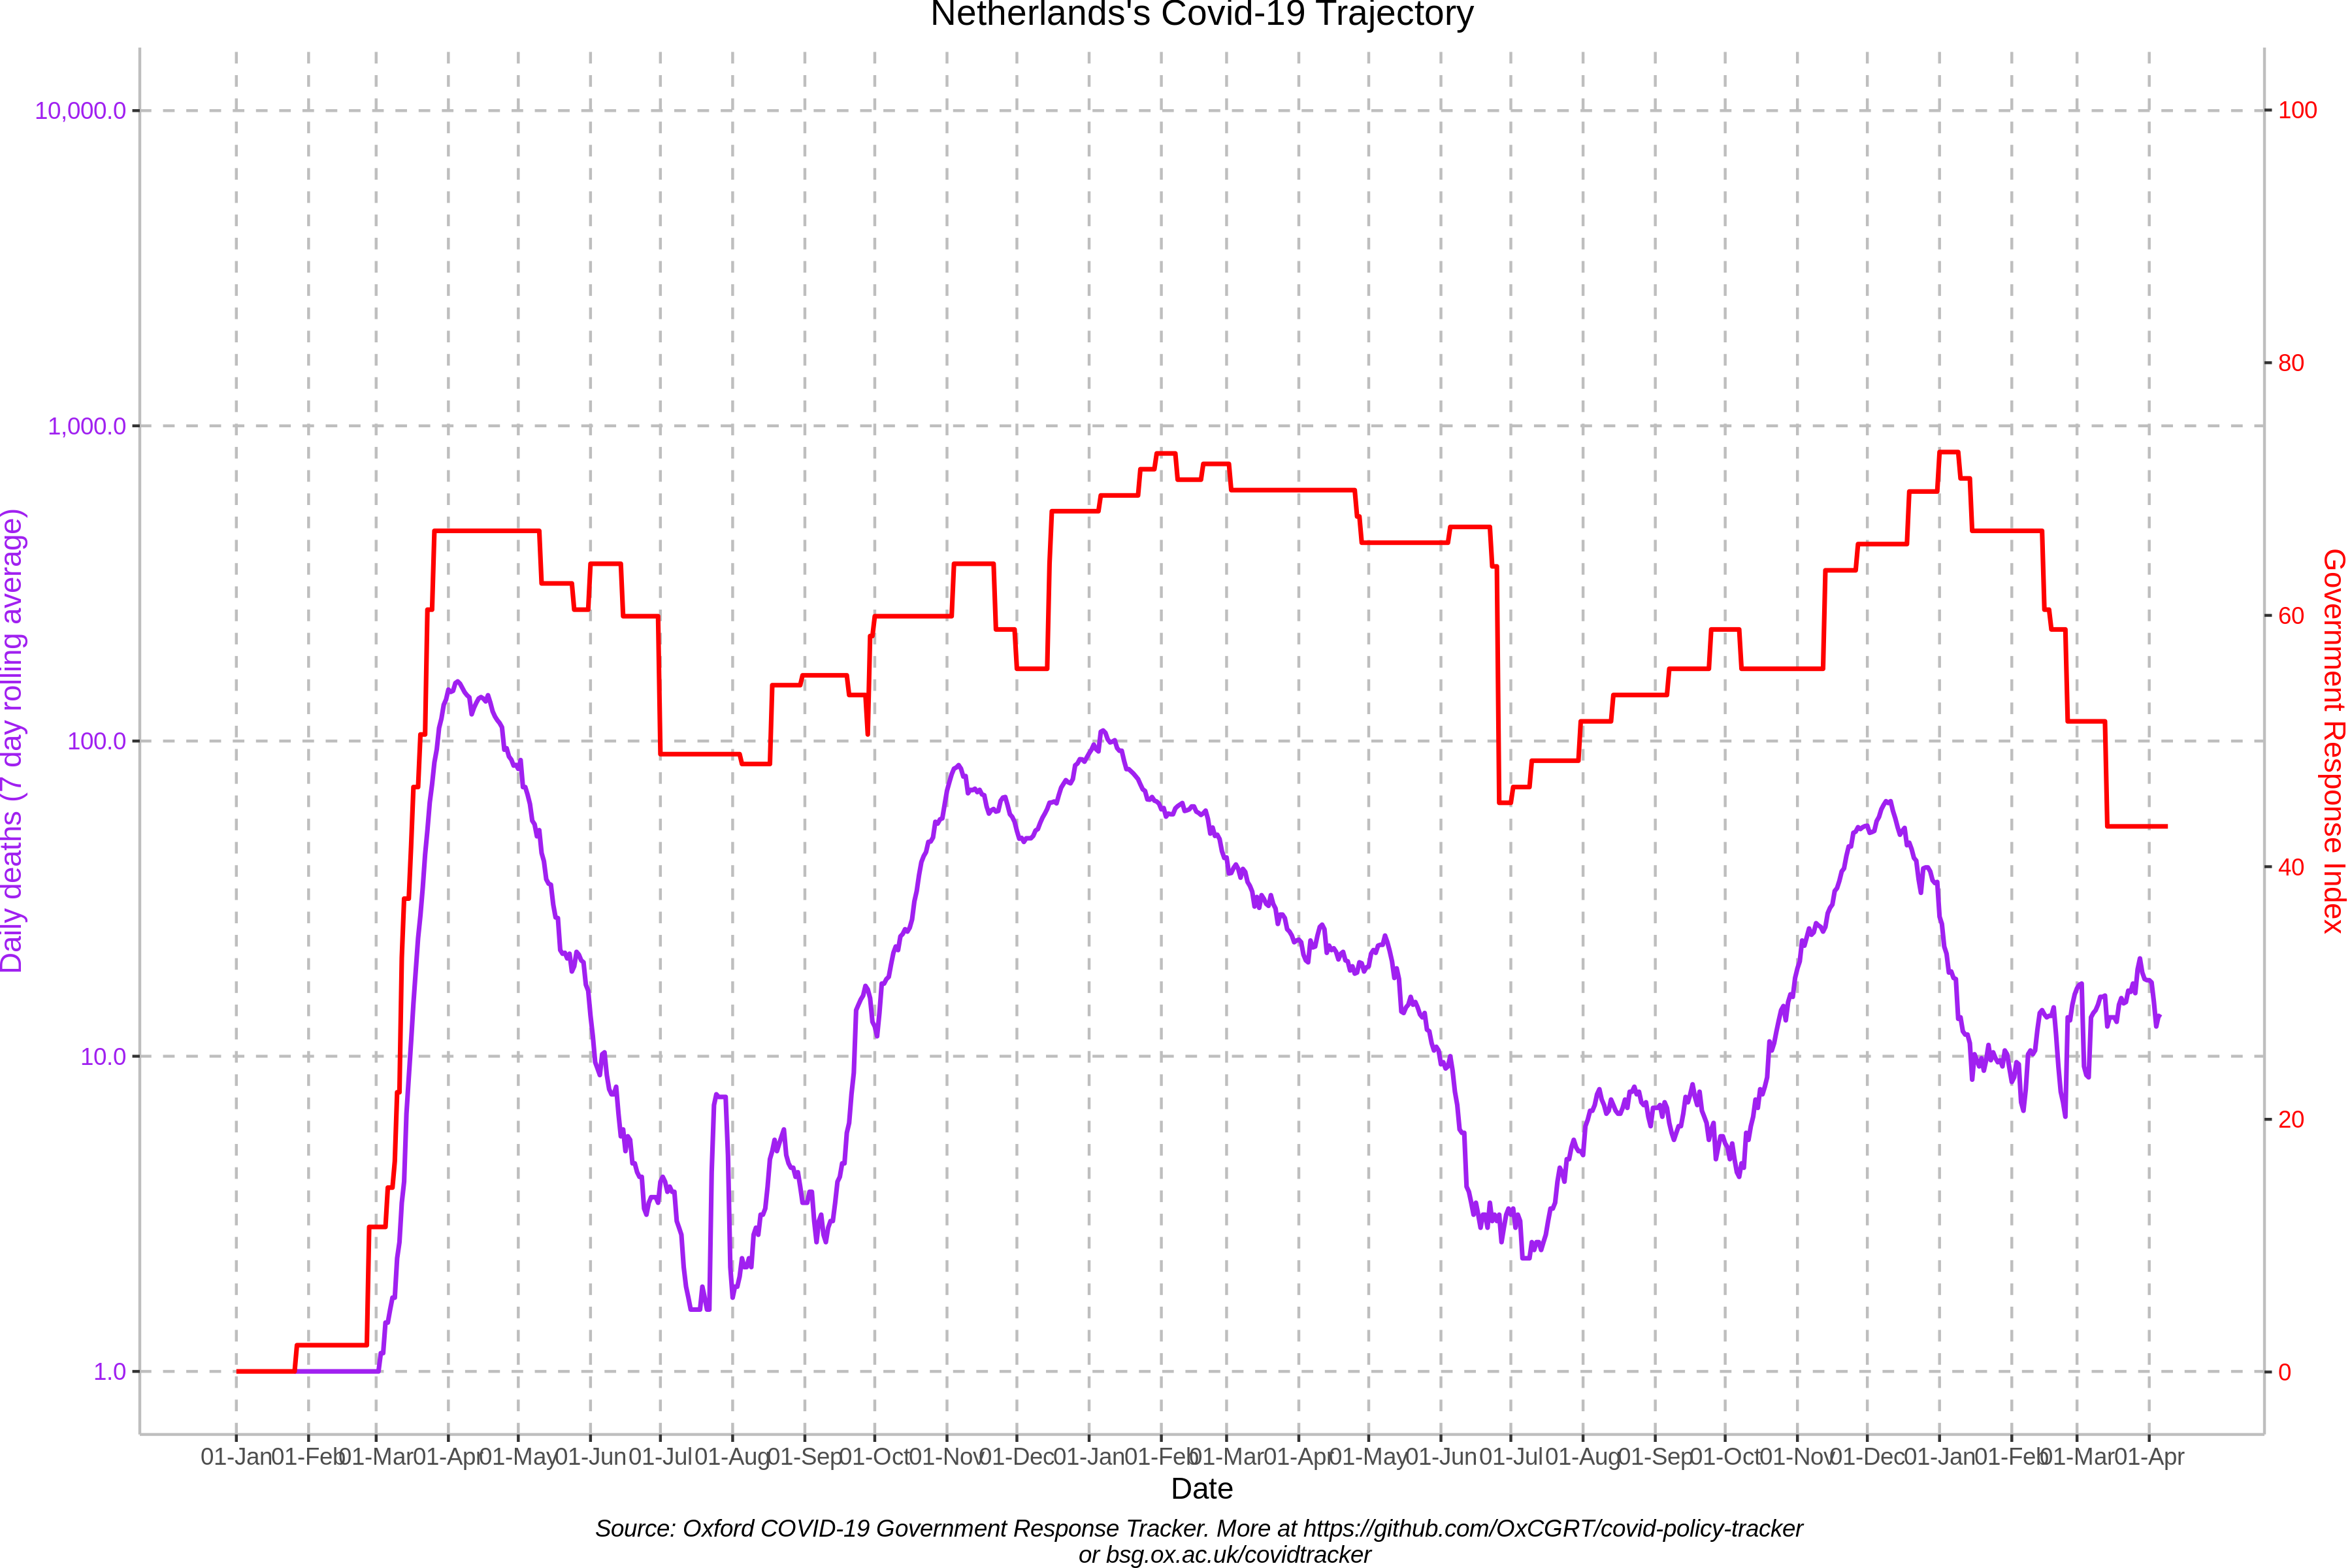 Netherlands's Covid-19 Trajectory
10,000.0
1,000.0
100.0
10.0
1.0
Daily deaths (7 day rolling average)
100
80
60
40
20
0
Government Response Index
01-Jan 01-Feb 01-Mar 01-Apr 01-May 01-Jun 01-Jul 01-Aug 01-Sep 01-Oct 01-Nov 01-Dec 01-Jan 01-Feb 01-Mar 01-Apr 01-May 01-Jun 01-Jul 01-Aug 01-Sep 01-Oct 01-Nov 01-Dec 01-Jan 01-Feb 01-Mar 01-Apr
Date
Source: Oxford COVID-19 Government Response Tracker. More at https://github.com/OxCGRT/covid-policy-tracker
or bsg.ox.ac.uk/covidtracker